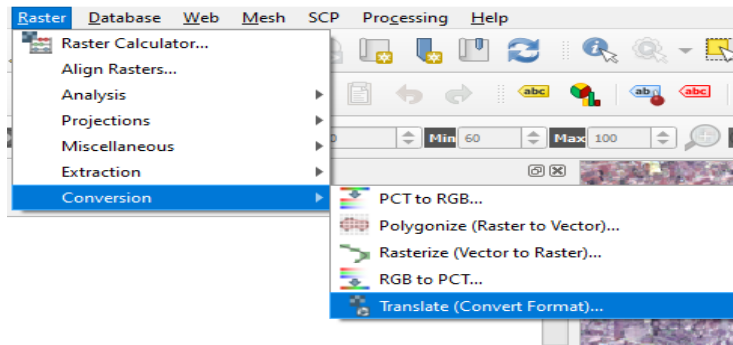 Raster Database Web Mesh SCP Processing Help
Raster Calculator...
Align Rasters...
Analysis
abc ab abc
Projections
0 Min 60 Max 100
Miscellaneous
Extraction
Conversion
PCT to RGB...
Polygonize (Raster to Vector)...
Rasterize (Vector to Raster)...
RGB to PCT...
Translate (Convert Format)...